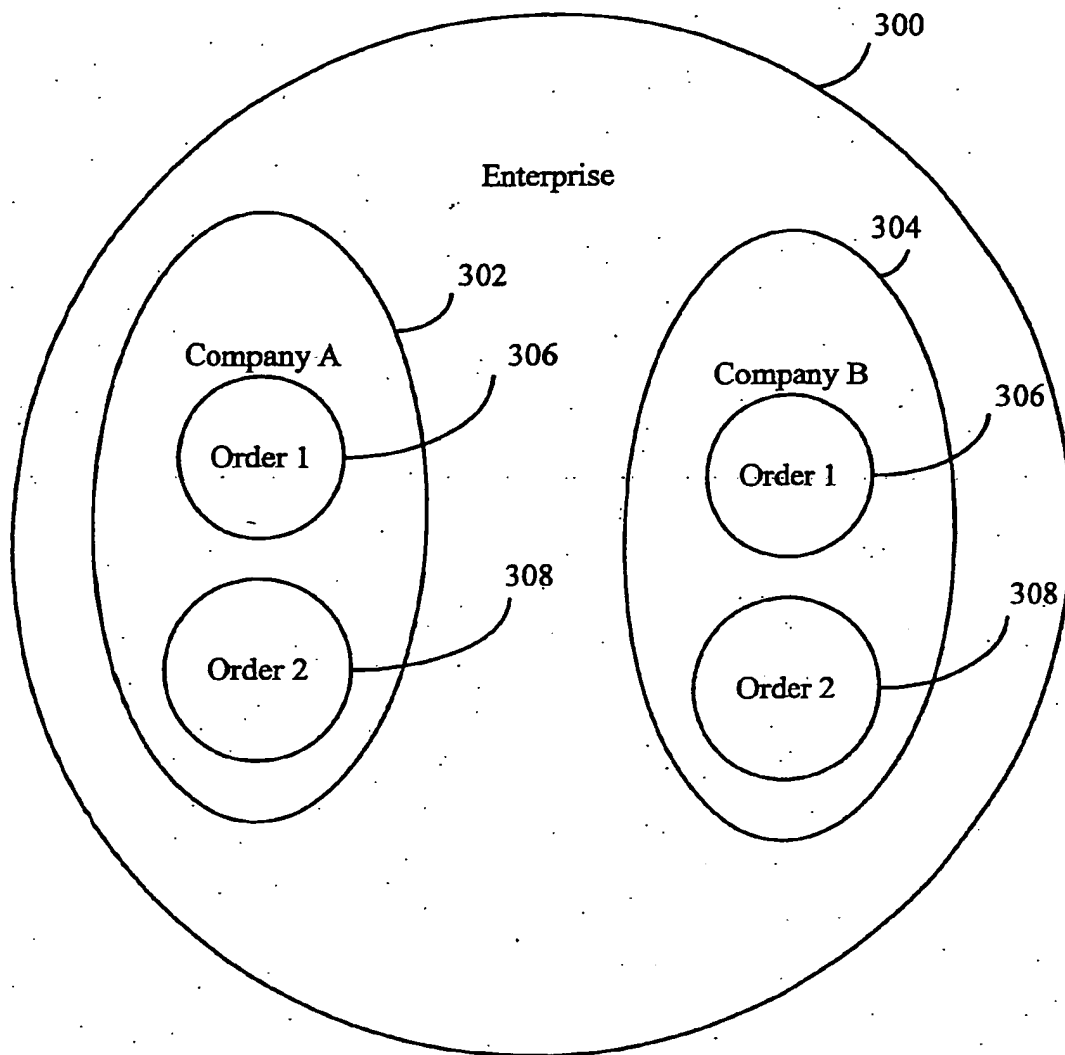 300
Enterprise
304
302
Company A
306
Company B
306
Order 1
Order 1
308
308
Order 2
Order 2